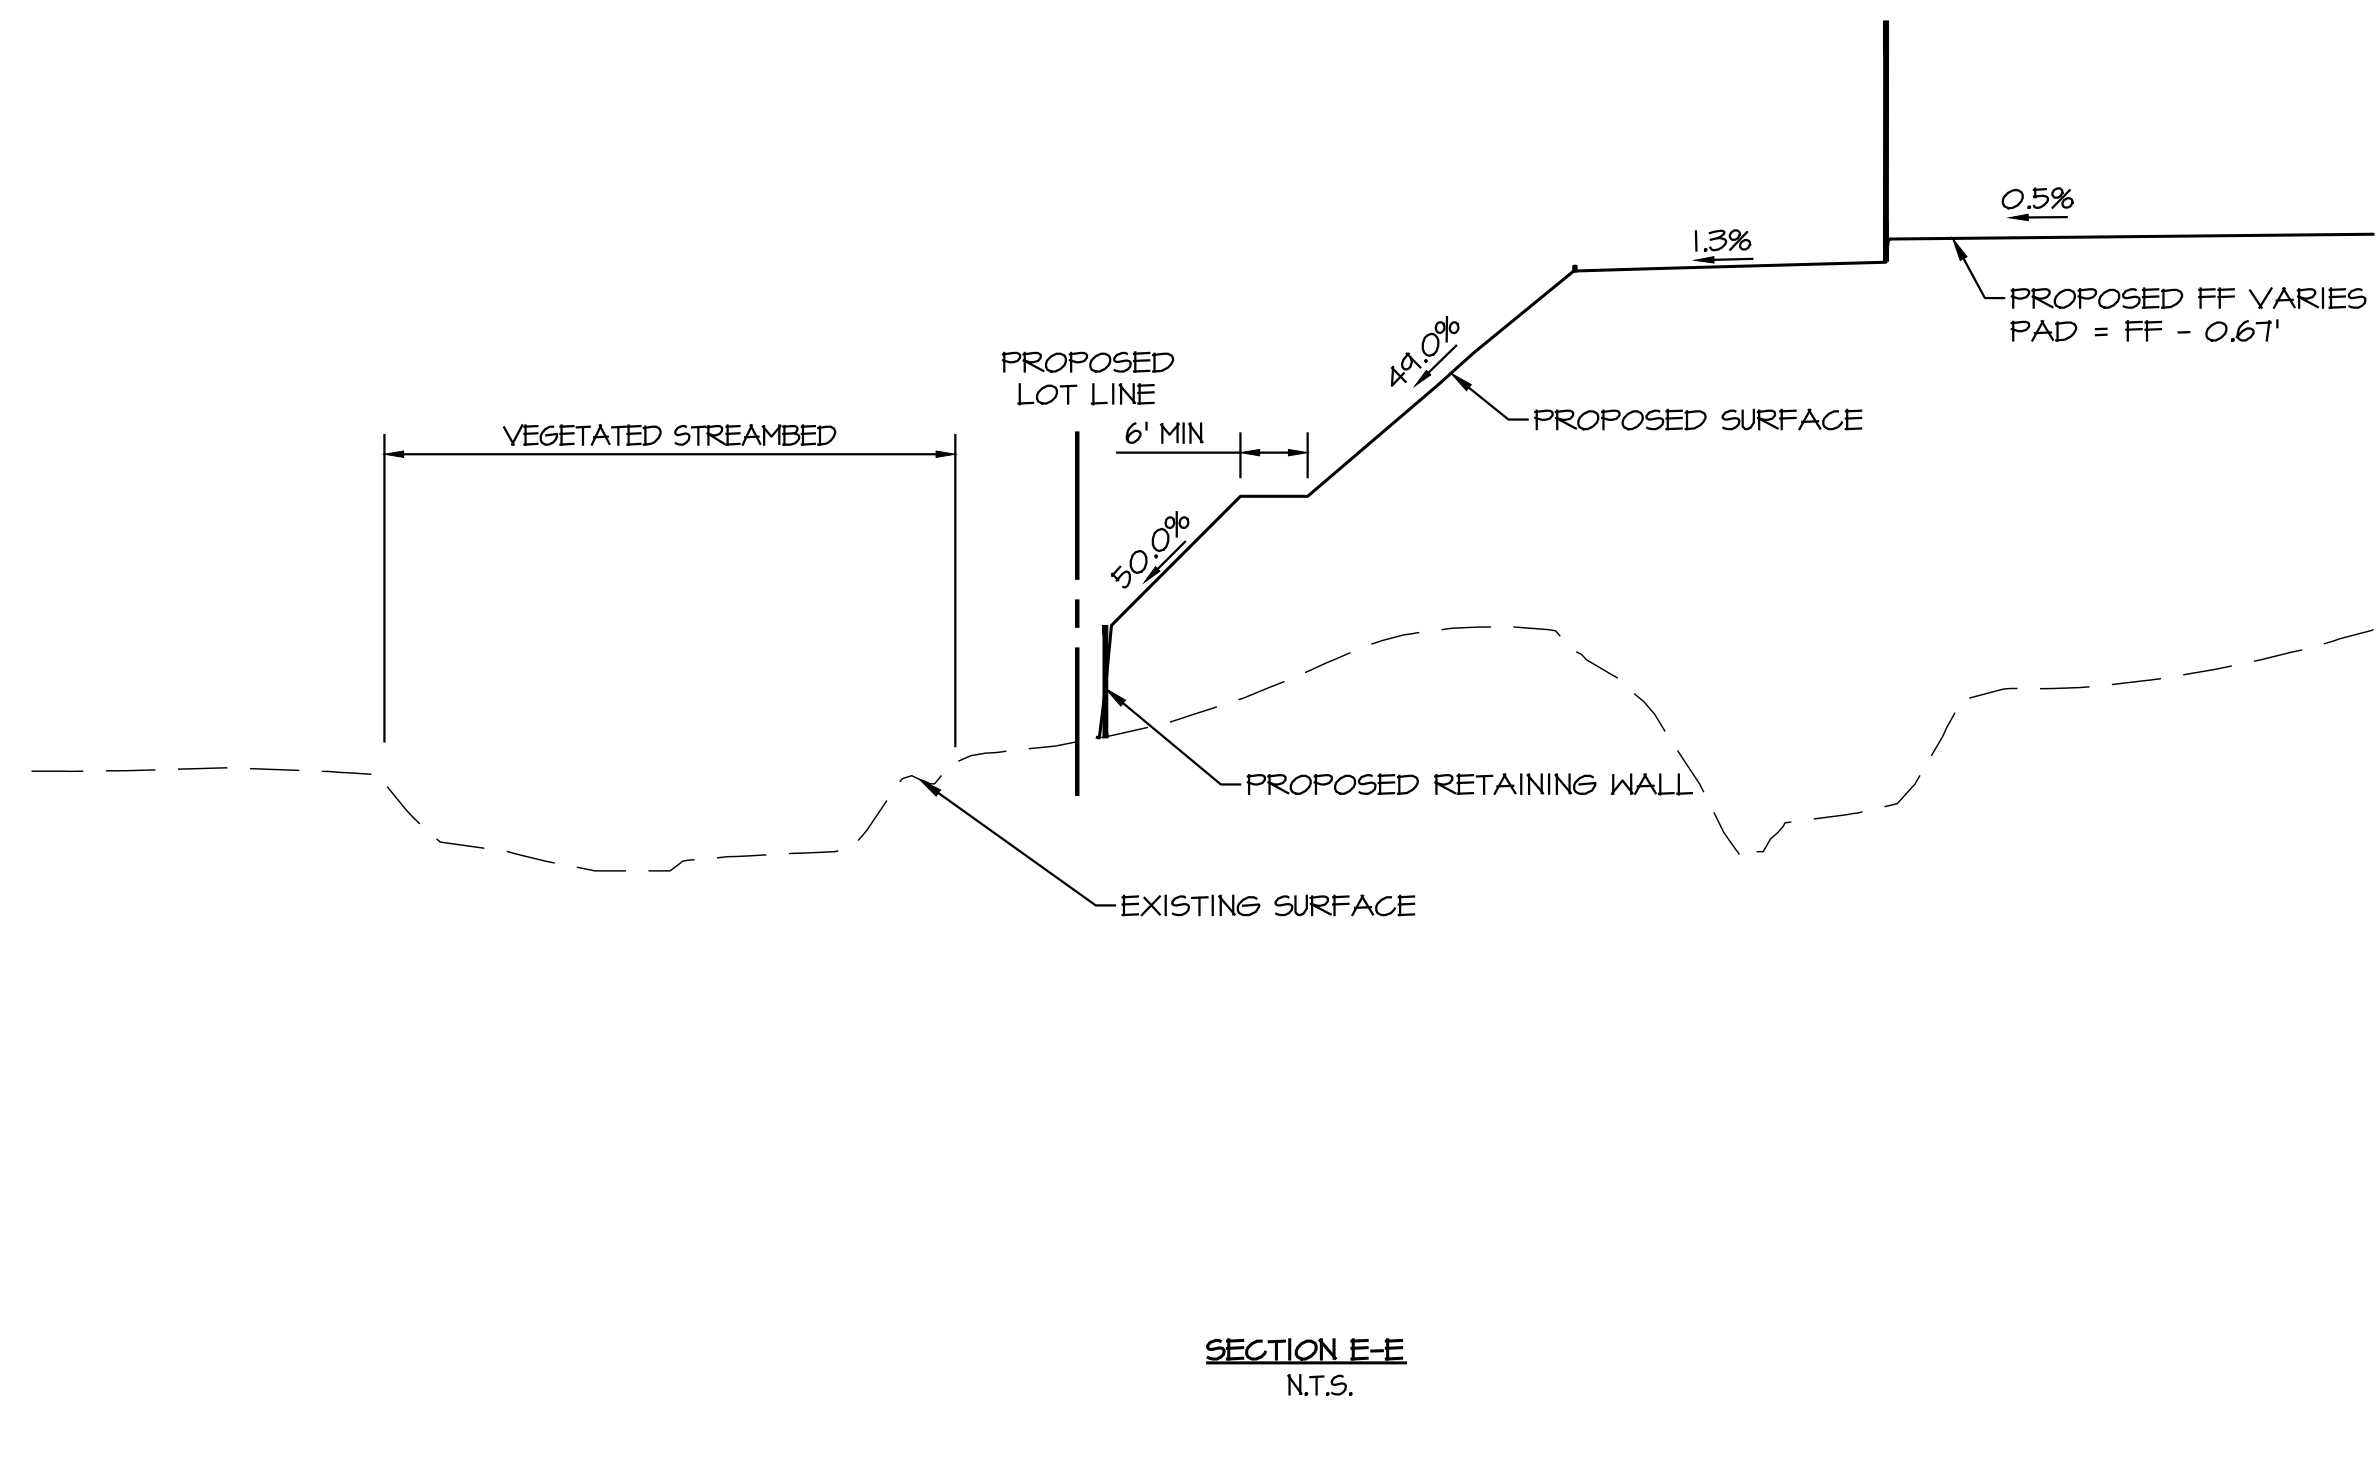 0.5%
1.3%
PROPOSED FF VARIES
PAD = FF - 0.67'
49.0%
PROPOSED
LOT LINE
PROPOSED SURFACE
VEGETATED STREAMBED
6' MIN
50.0%
PROPOSED RETAINING WALL
EXISTING SURFACE
SECTION E-E
N.T.S.